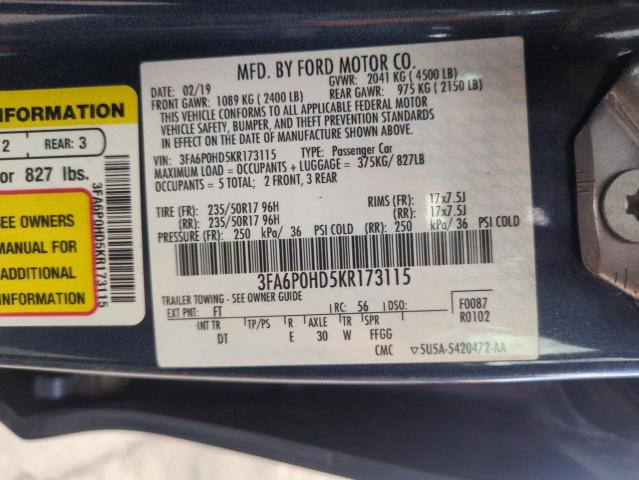 MFD. BY FORD MOTOR CO.
02/19
GVWR: 2041 KG (4500 LB)
FRONT GAWR: 1089 KG (2400 LB)
REAR GAWR: 975 KG (2150 LB)
THIS VEHICLE CONFORMS TO ALL APPLICABLE FEDERAL MOTOR
VEHICLE SAFETY, BUMPER, AND THEFT PREVENTION STANDARDS
IN EFFECT ON THE DATE OF MANUFACTURE SHOWN ABOVE.
VIN: 3FA6P0HD5KR173115 TYPE: Passenger Car
MAXIMUM LOAD = OCCUPANTS + LUGGAGE = 375KG/ 827LB
OCCUPANTS = 5 TOTAL; 2 FRONT, 3 REAR
TIRE (FR): 235/50R17 96H RIMS (FR): 17x7.5J
(RR): 235/50R17 96H (RR): 17x7.5J
PRESSURE (FR): 250 kPa/ 36 PSI COLD (RR): 250 kPa/ 36 PSI COLD
3FA6P0HD5KR173115
TRAILER TOWING - SEE OWNER GUIDE
EXT PNT: FT RC: 56 DSO: F0087
R0102
INT TR TP/PS R AXLE TR SPR
DT E 30 W FFGG
CMC 5U5A-5420472-AA
INFORMATION
2 REAR: 3
or 827 lbs.
SEE OWNERS
MANUAL FOR
ADDITIONAL
INFORMATION
3FA6P0HD5KR173115